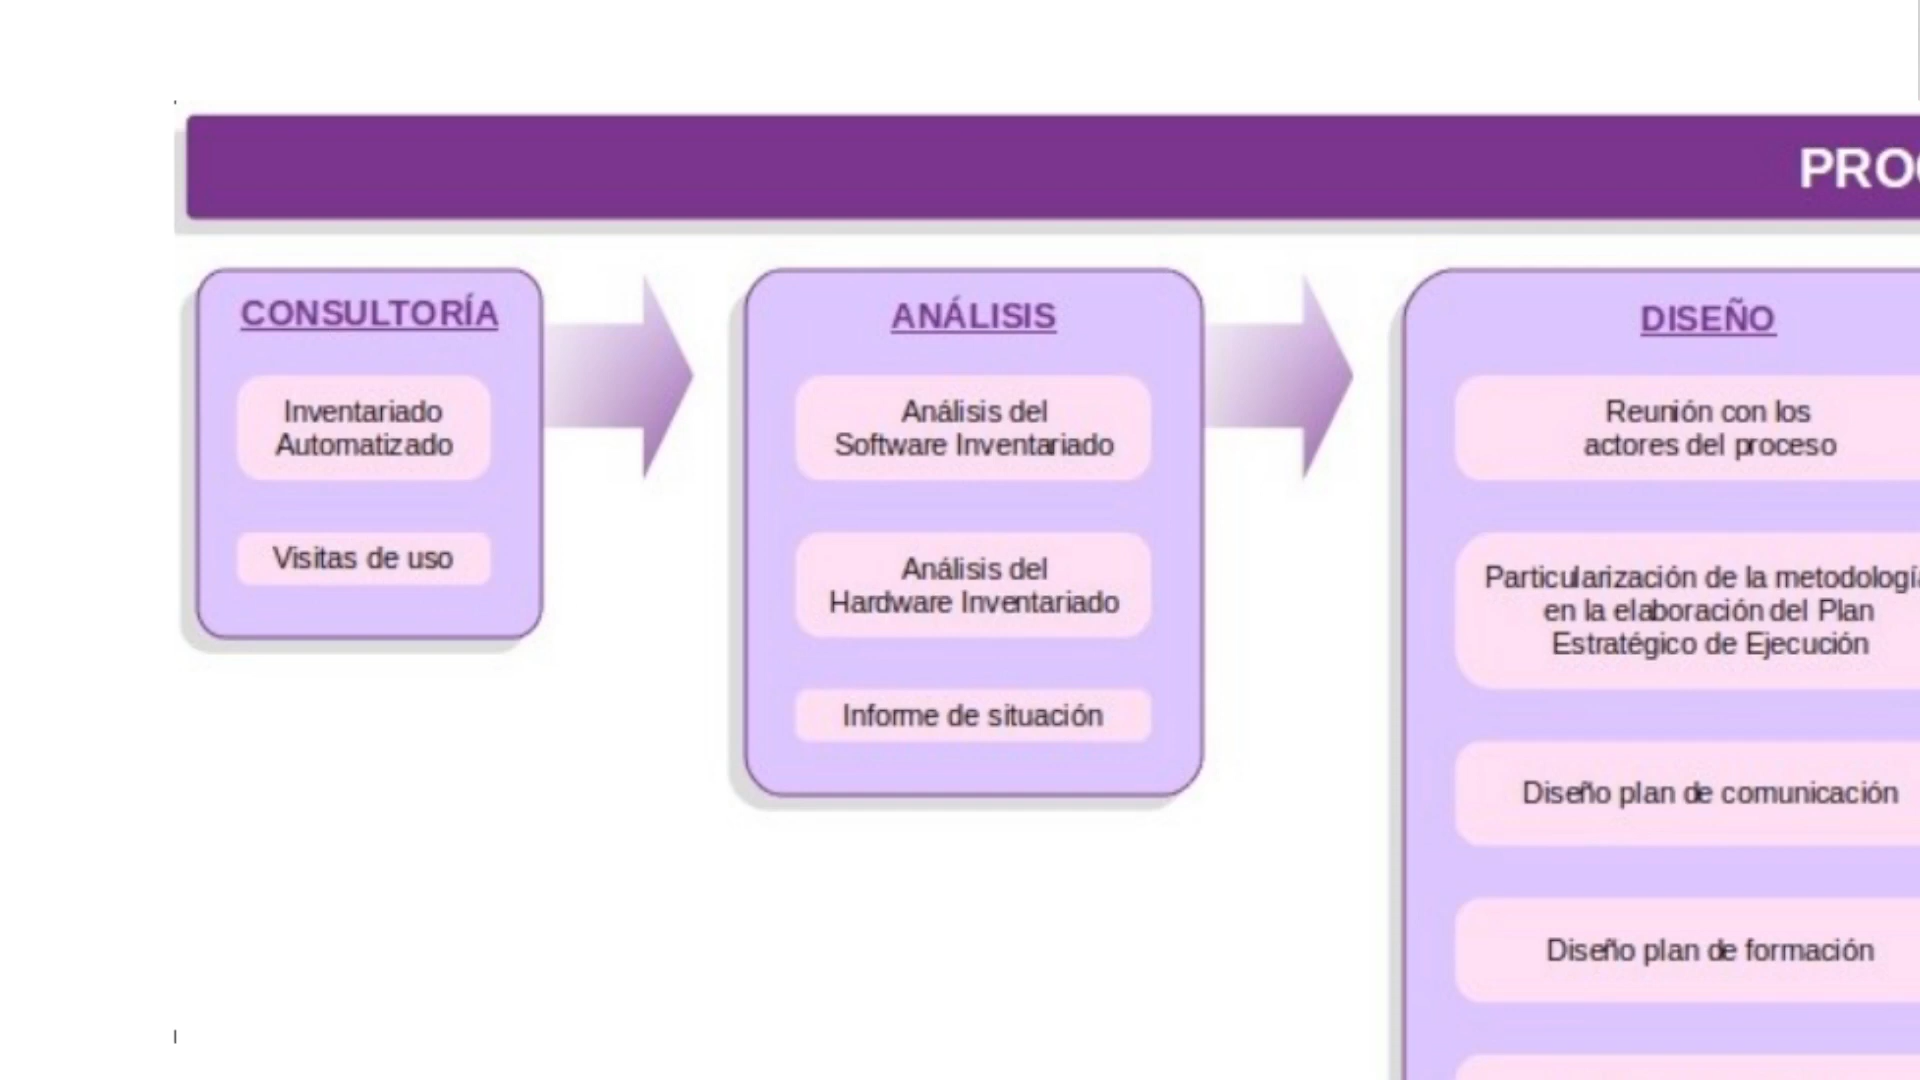 CONSULTORÍA
Inventariado
Automatizado
Visitas de uso
ANÁLISIS
Análisis del
Software Inventariado
Análisis del
Hardware Inventariado
Informe de situación
DISEÑO
Reunión con los
actores del proceso
Particularización de la metodología
en la elaboración del Plan
Estratégico de Ejecución
Diseño plan de comunicación
Diseño plan de formación